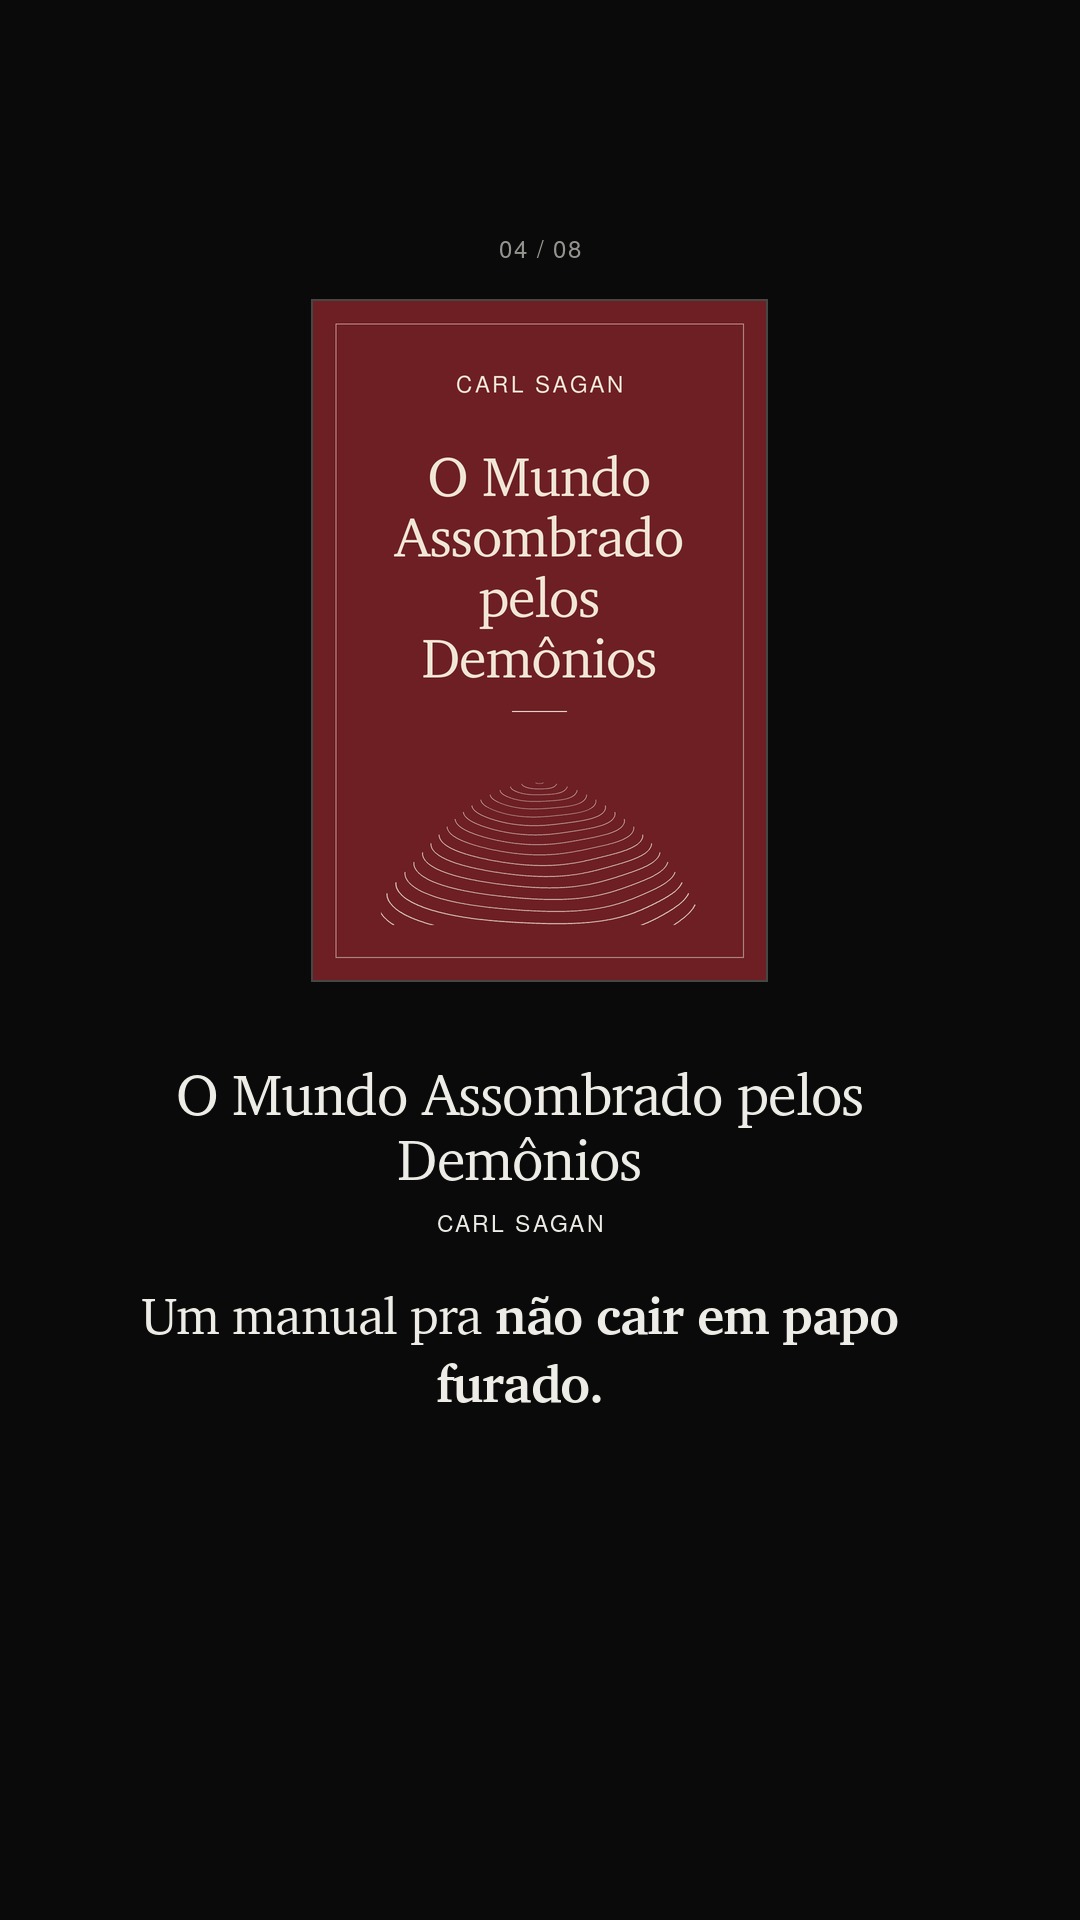 04 / 08
CARL SAGAN
O Mundo
Assombrado
pelos
Demônios
O Mundo Assombrado pelos
Demônios
CARL SAGAN
Um manual pra não cair em papo
furado.